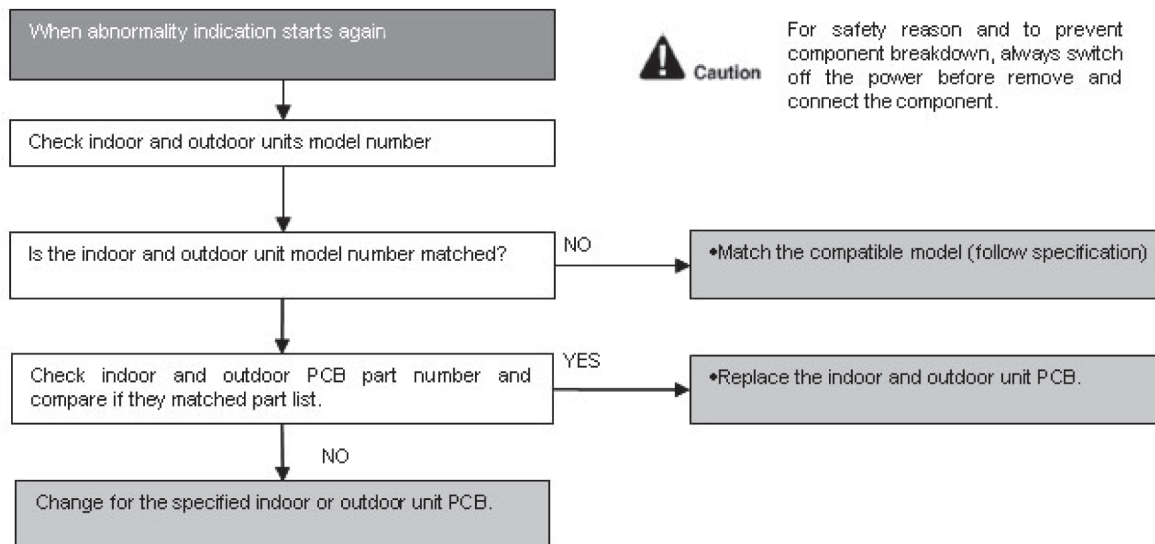 When abnormality indication starts again
Caution
For safety reason and to prevent
component breakdown, always switch
off the power before remove and
connect the component.
Check indoor and outdoor units model number
Is the indoor and outdoor unit model number matched?
NO
•Match the compatible model (follow specification)
Check indoor and outdoor PCB part number and
compare if they matched part list.
YES
•Replace the indoor and outdoor unit PCB.
NO
Change for the specified indoor or outdoor unit PCB.